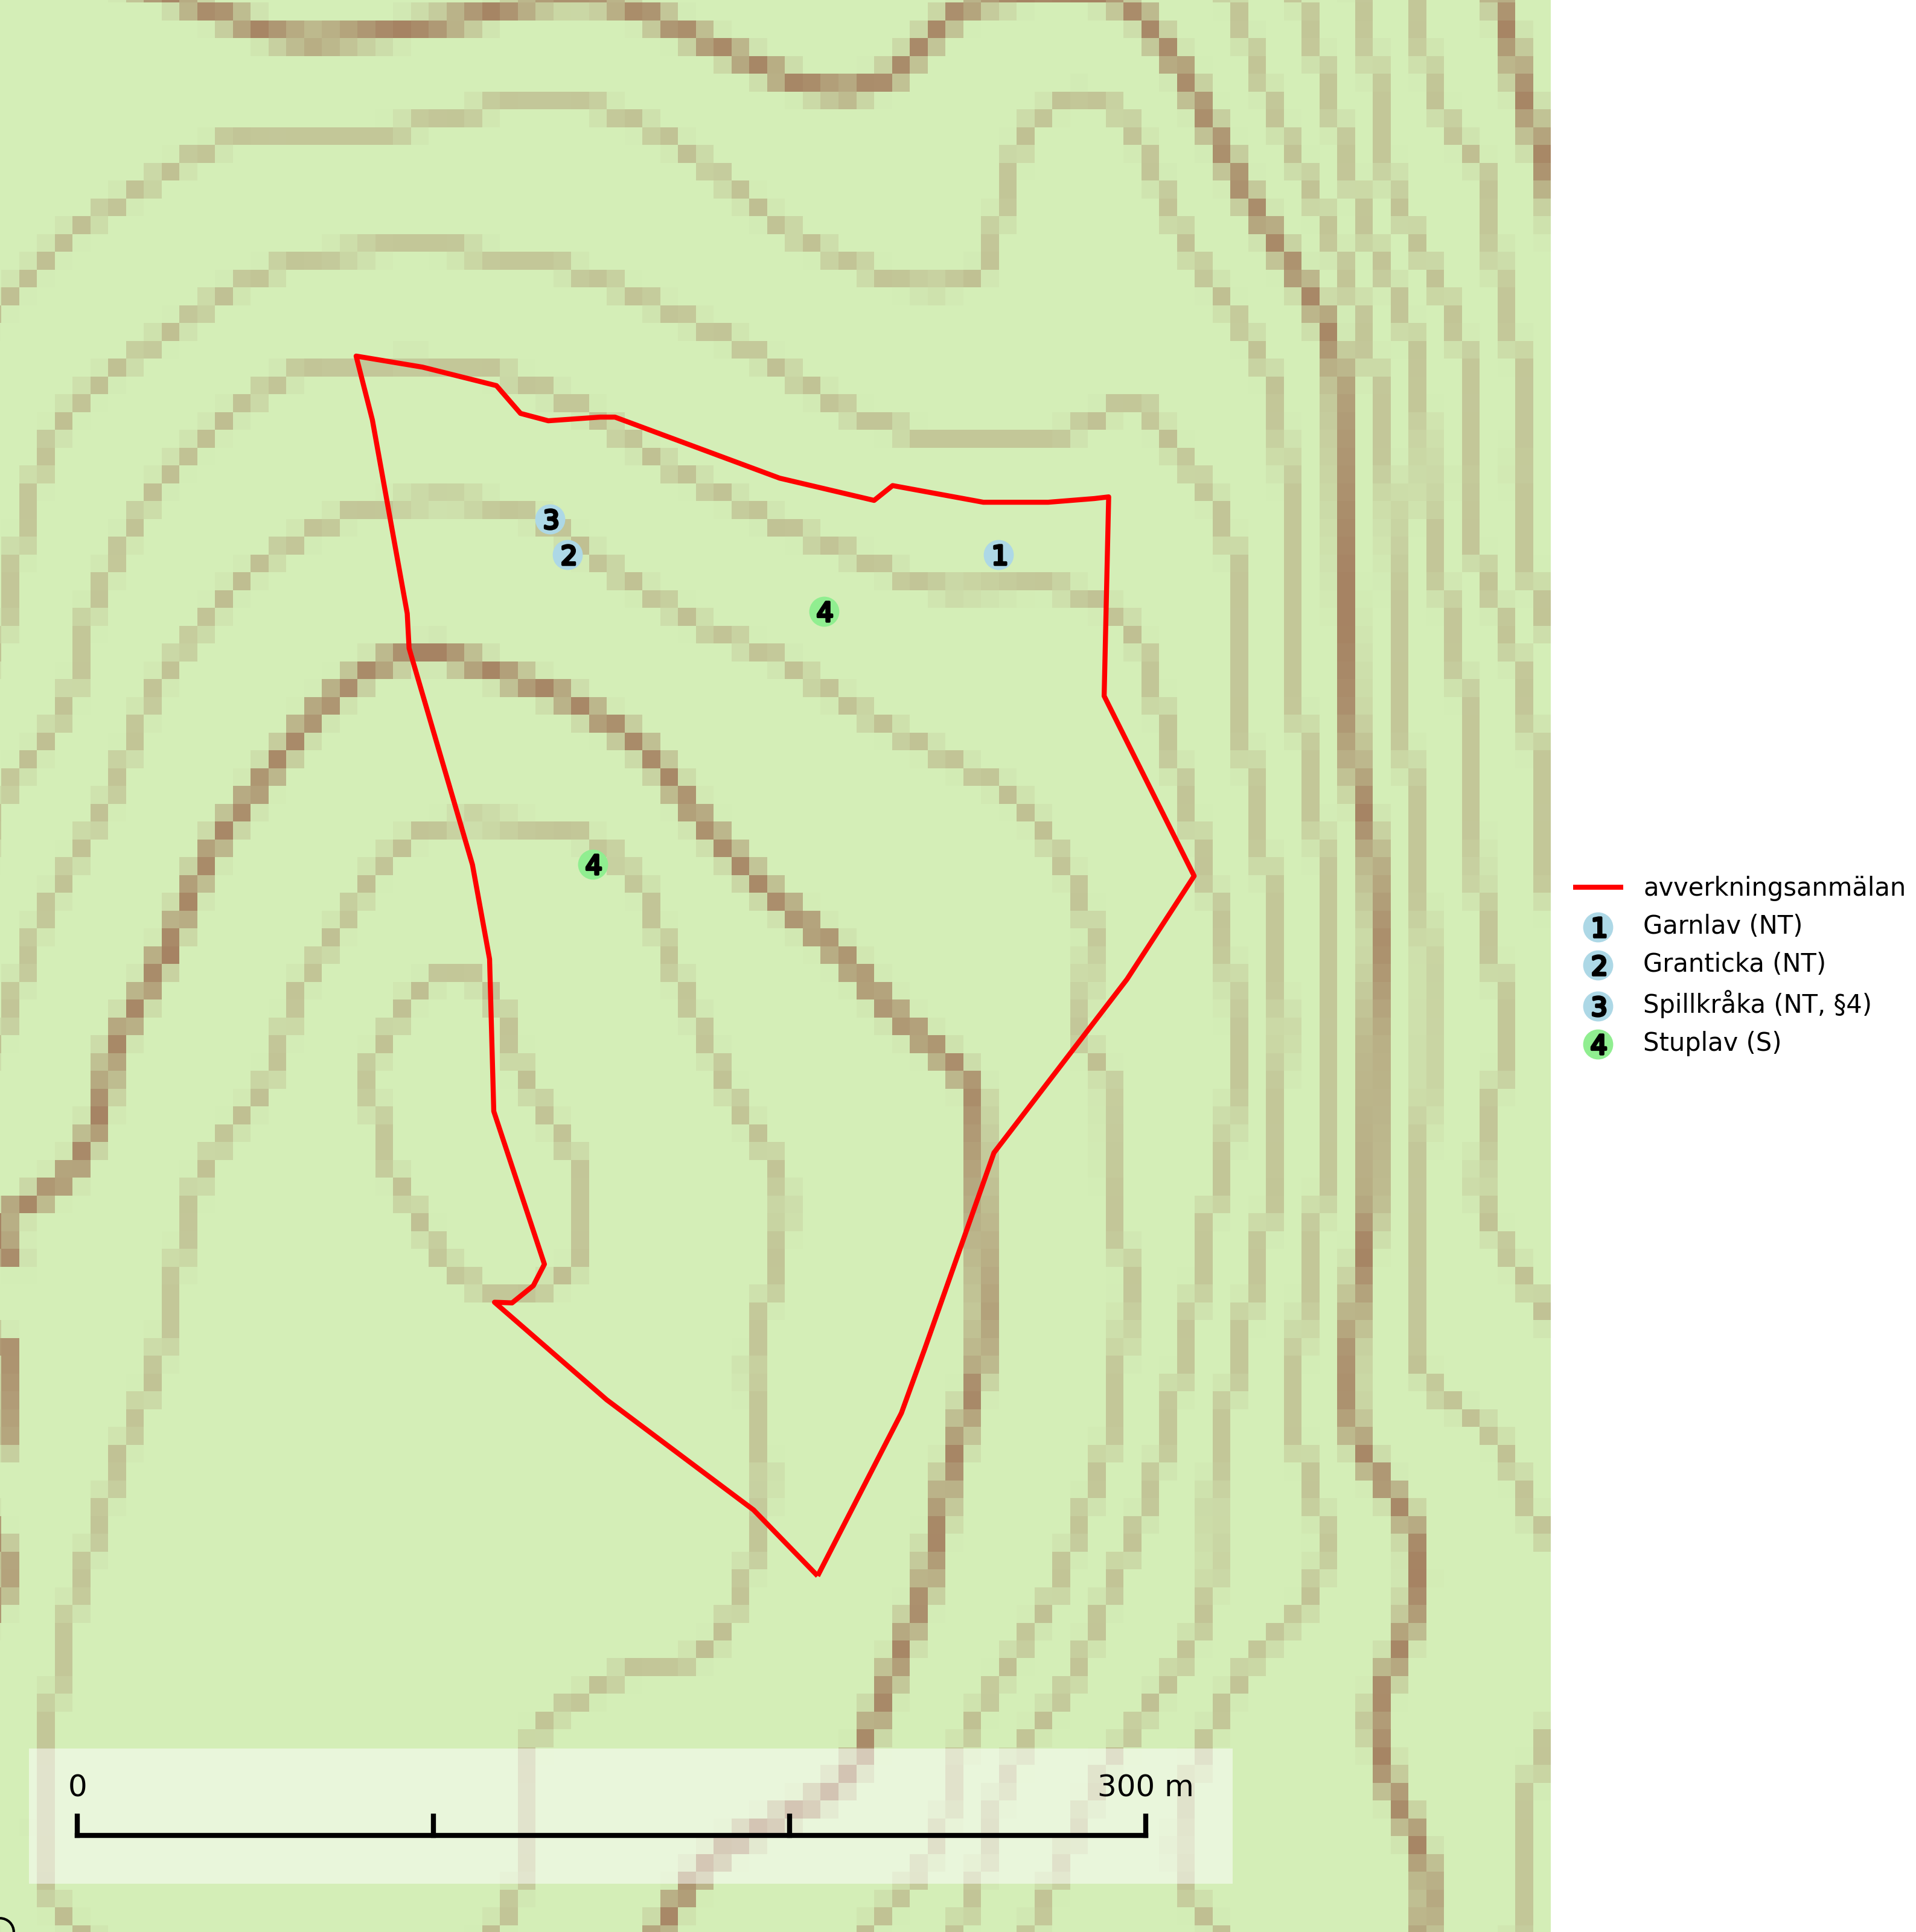 3
2
1
4
4
avverkningsanmälan
1 Garnlav (NT)
2 Granticka (NT)
3 Spillkråka (NT, §4)
4 Stuplav (S)
0 300 m